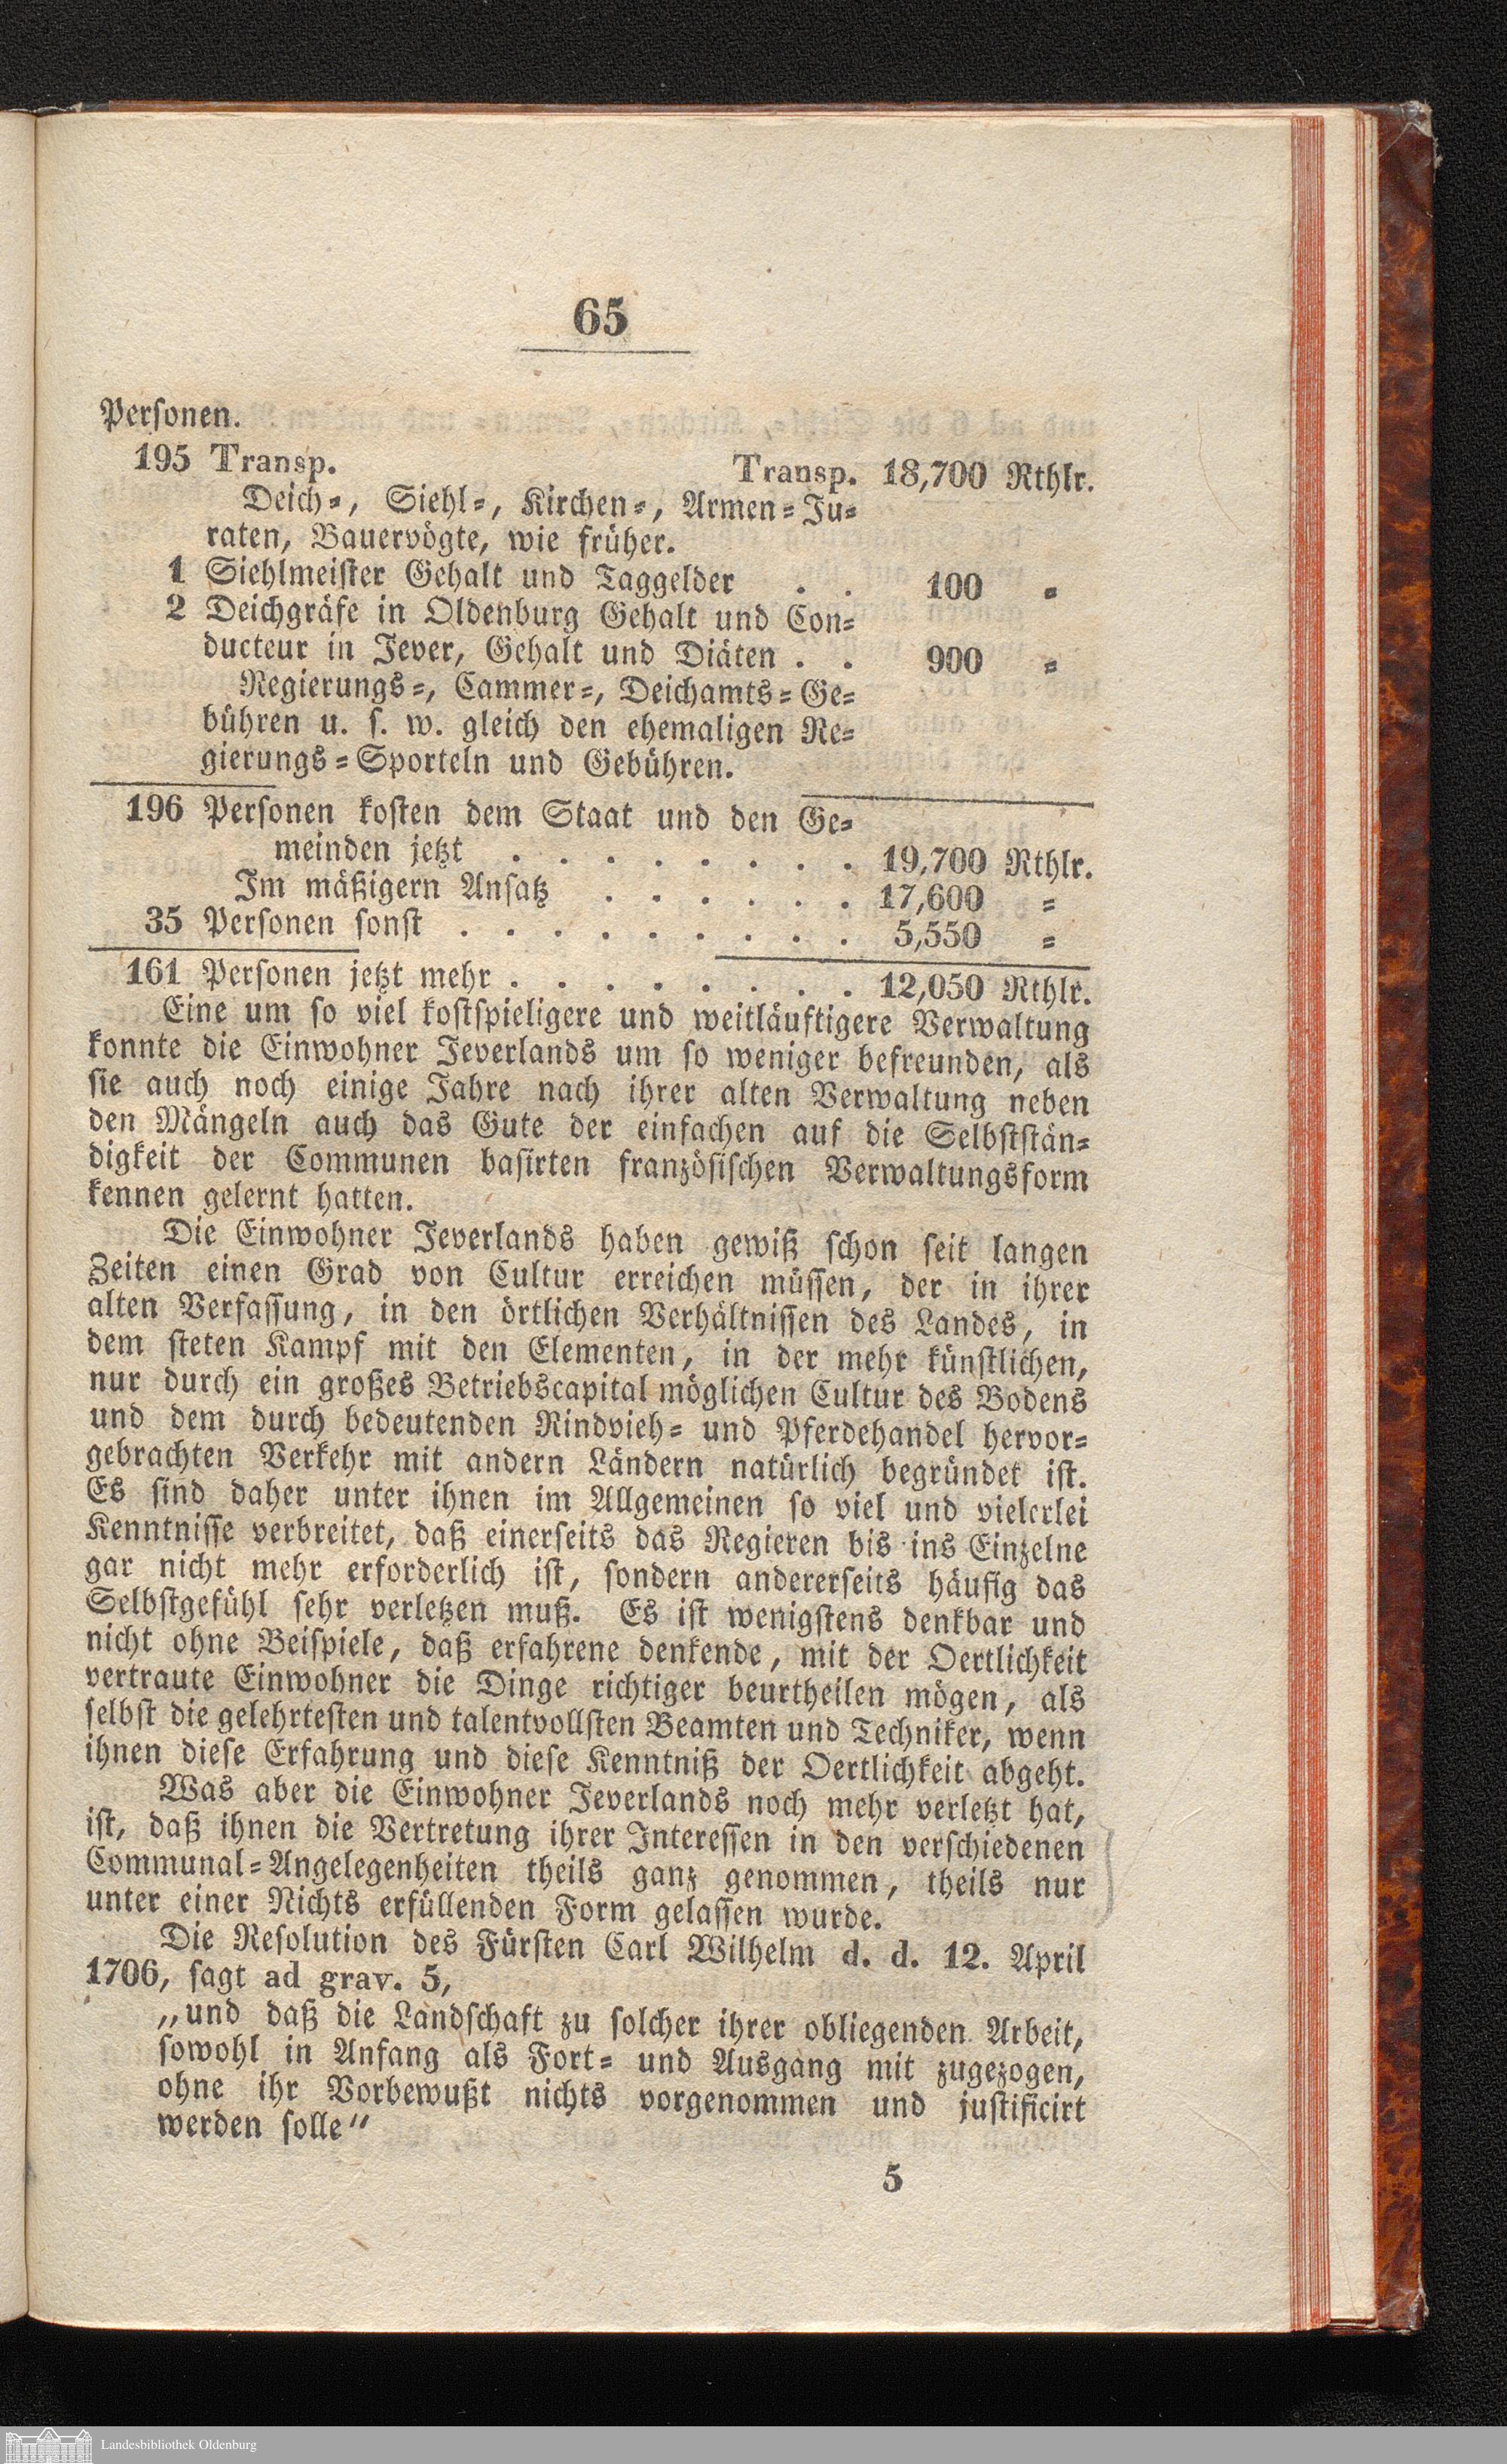 65
Personen.
195 Transp. Transp. 18,700 Rthlr.
Deich=, Siehl=, Kirchen=, Armen=Ju=
raten, Bauervögte, wie früher.
1 Siehlmeister Gehalt und Taggelder . . 100 =
2 Deichgräfe in Oldenburg Gehalt und Con=
ducteur in Jever, Gehalt und Diäten . . 900 =
Regierungs=, Cammer=, Deichamts=Ge=
bühren u. s. w. gleich den ehemaligen Re=
gierungs=Sporteln und Gebühren.
196 Personen kosten dem Staat und den Ge=
meinden jetzt . . . . . . . . 19,700 Rthlr.
Im mäßigern Ansatz . . . . . . 17,600 =
35 Personen sonst . . . . . . . . . 5,550 =
161 Personen jetzt mehr . . . . . . . . 12,050 Rthlr.
Eine um so viel kostspieligere und weitläuftigere Verwaltung
konnte die Einwohner Jeverlands um so weniger befreunden, als
sie auch noch einige Jahre nach ihrer alten Verwaltung neben
den Mängeln auch das Gute der einfachen auf die Selbststän=
digkeit der Communen basirten französischen Verwaltungsform
kennen gelernt hatten.
Die Einwohner Jeverlands haben gewiß schon seit langen
Zeiten einen Grad von Cultur erreichen müssen, der in ihrer
alten Verfassung, in den örtlichen Verhältnissen des Landes, in
dem steten Kampf mit den Elementen, in der mehr künstlichen,
nur durch ein großes Betriebscapital möglichen Cultur des Bodens
und dem durch bedeutenden Rindvieh= und Pferdehandel hervor=
gebrachten Verkehr mit andern Ländern natürlich begründet ist.
Es sind daher unter ihnen im Allgemeinen so viel und vielerlei
Kenntnisse verbreitet, daß einerseits das Regieren bis ins Einzelne
gar nicht mehr erforderlich ist, sondern andererseits häufig das
Selbstgefühl sehr verletzen muß. Es ist wenigstens denkbar und
nicht ohne Beispiele, daß erfahrene denkende, mit der Oertlichkeit
vertraute Einwohner die Dinge richtiger beurtheilen mögen, als
selbst die gelehrtesten und talentvollsten Beamten und Techniker, wenn
ihnen diese Erfahrung und diese Kenntniß der Oertlichkeit abgeht.
Was aber die Einwohner Jeverlands noch mehr verletzt hat,
ist, daß ihnen die Vertretung ihrer Interessen in den verschiedenen
Communal=Angelegenheiten theils ganz genommen, theils nur
unter einer Nichts erfüllenden Form gelassen wurde.
Die Resolution des Fürsten Carl Wilhelm d. d. 12. April
1706, sagt ad grav. 5,
„und daß die Landschaft zu solcher ihrer obliegenden Arbeit,
sowohl in Anfang als Fort= und Ausgang mit zugezogen,
ohne ihr Vorbewußt nichts vorgenommen und justificirt
werden solle“
5
Landesbibliothek Oldenburg